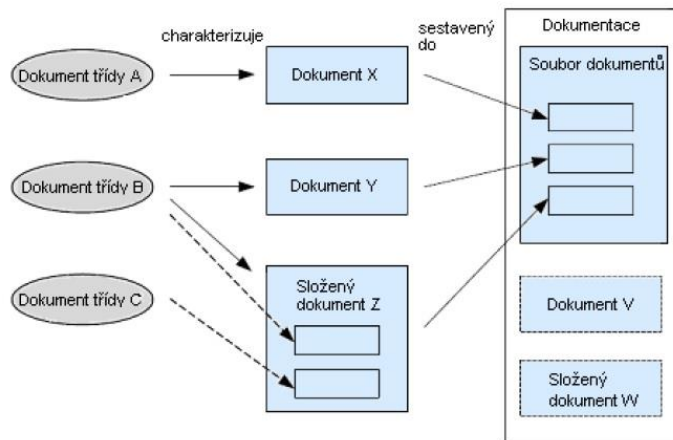 charakterizuje
sestavený
do
Dokumentace
Dokument třídy A
Dokument X
Soubor dokumentů
Dokument třídy B
Dokument Y
Dokument třídy C
Složený
dokument Z
Dokument V
Složený
dokument W